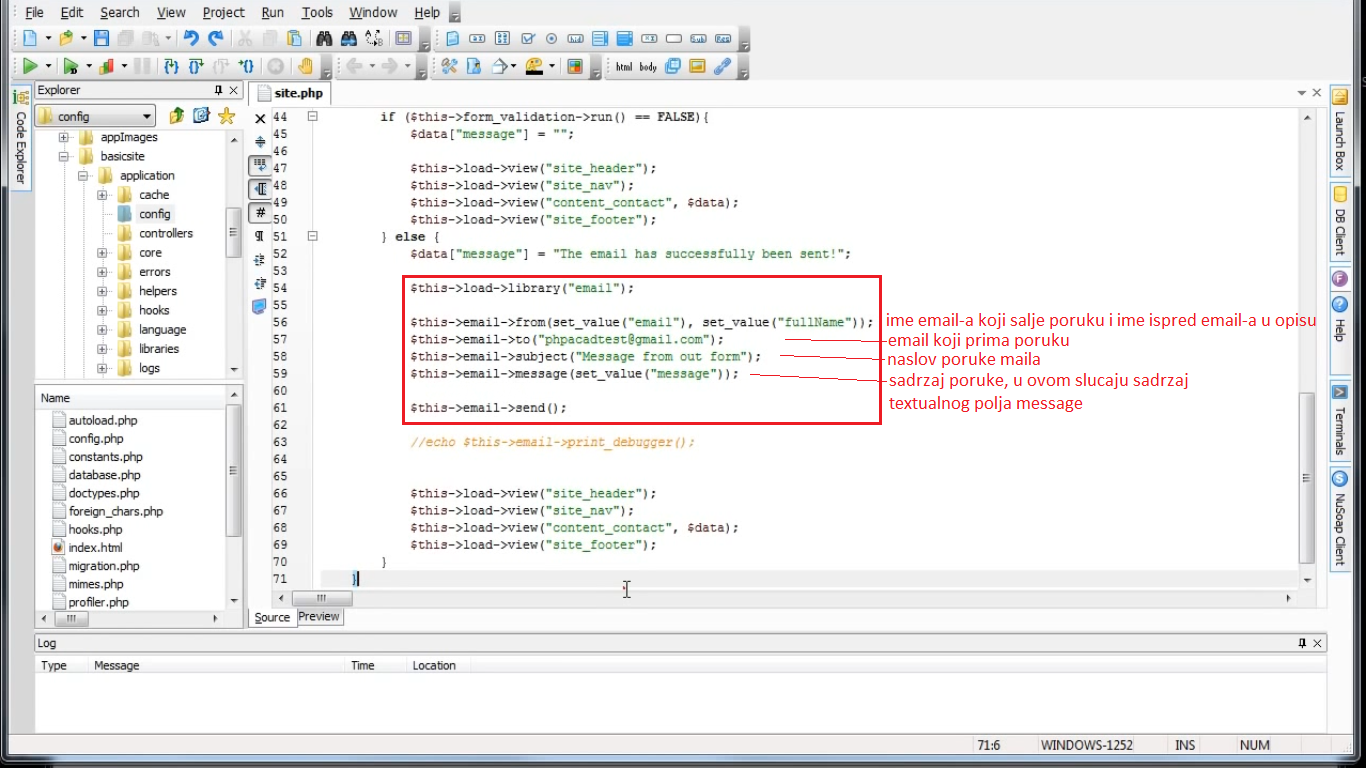 File Edit Search View Project Run Tools Window Help
html body
Explorer
config
appImages
basicsite
application
cache
config
controllers
core
errors
helpers
hooks
language
libraries
logs
Name
autoload.php
config.php
constants.php
database.php
doctypes.php
foreign_chars.php
hooks.php
index.html
migration.php
mimes.php
profiler.php
Code Explorer
site.php
44 if ($this->form_validation->run() == FALSE){
45 $data["message"] = "";
46
47 $this->load->view("site_header");
48 $this->load->view("site_nav");
49 $this->load->view("content_contact", $data);
50 $this->load->view("site_footer");
51 } else {
52 $data["message"] = "The email has successfully been sent!";
53
54 $this->load->library("email");
55
56 $this->email->from(set_value("email"), set_value("fullName")); ime email-a koji salje poruku i ime ispred email-a u opisu
57 $this->email->to("phpacadtest@gmail.com"); email koji prima poruku
58 $this->email->subject("Message from out form"); naslov poruke maila
59 $this->email->message(set_value("message")); sadrzaj poruke, u ovom slucaju sadrzaj
60 textualnog polja message
61 $this->email->send();
62
63 //echo $this->email->print_debugger();
64
65
66 $this->load->view("site_header");
67 $this->load->view("site_nav");
68 $this->load->view("content_contact", $data);
69 $this->load->view("site_footer");
70 }
71 }
Source Preview
Launch Box
DB Client
Help
Terminals
NuSoap Client
Log
Type Message Time Location
71:6 WINDOWS-1252 INS NUM